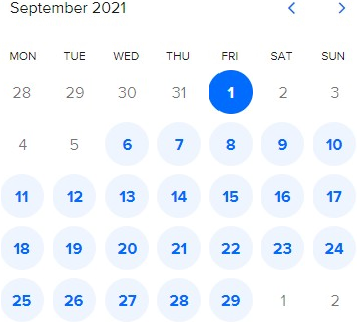 September 2021 < >
MON TUE WED THU FRI SAT SUN
28 29 30 31 1 2 3
4 5 6 7 8 9 10
11 12 13 14 15 16 17
18 19 20 21 22 23 24
25 26 27 28 29 1 2